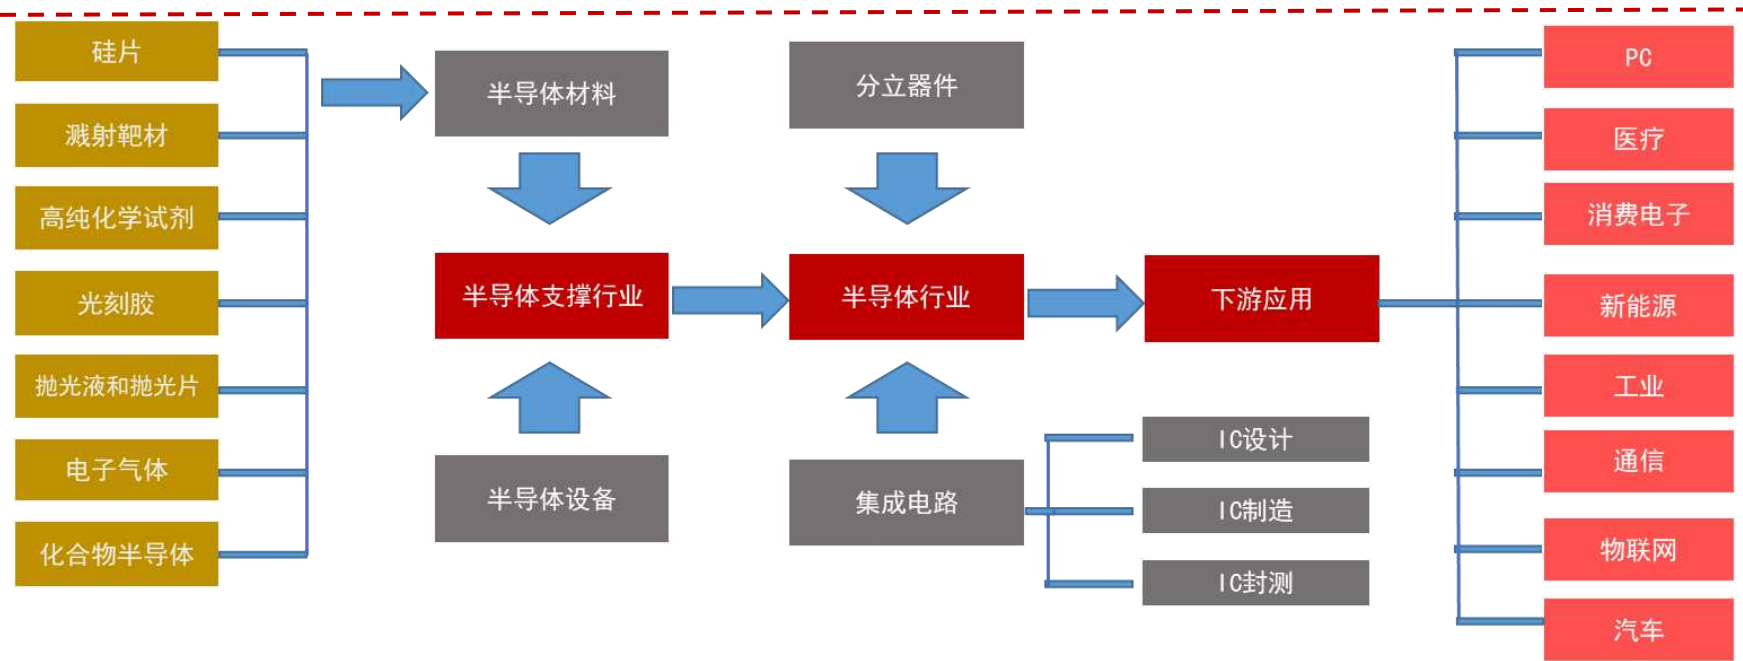 硅片
溅射靶材
高纯化学试剂
光刻胶
抛光液和抛光片
电子气体
化合物半导体
半导体材料
半导体支撑行业
半导体设备
分立器件
半导体行业
集成电路
下游应用
IC设计
IC制造
IC封测
PC
医疗
消费电子
新能源
工业
通信
物联网
汽车